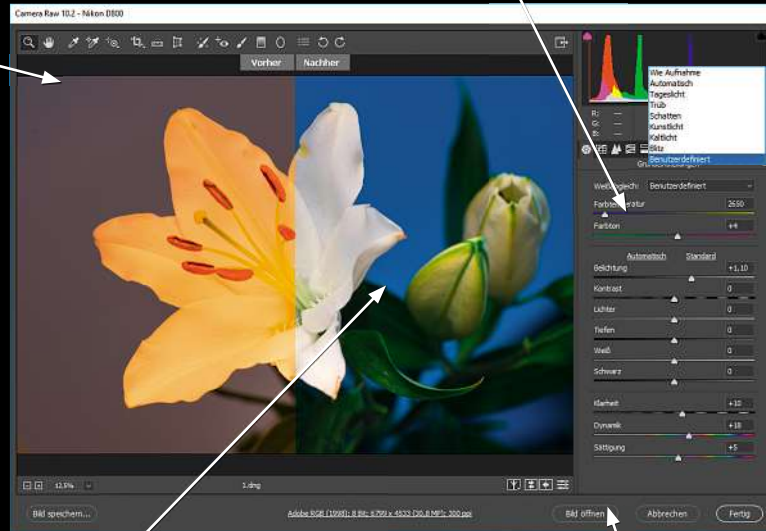 Camera Raw 10.2 - Nikon D800
Vorher Nachher
Wie Aufnahme
Automatisch
Tageslicht
Trüb
Schatten
Kunstlicht
Kaltlicht
Blitz
Benutzerdefiniert
R: ---
G: ---
B: ---
Weißabgleich: Benutzerdefiniert
Farbtemperatur 2650
Farbton +4
Automatisch Standard
Belichtung +1,10
Kontrast 0
Lichter 0
Tiefen 0
Weiß 0
Schwarz 0
Klarheit +10
Dynamik +18
Sättigung +5
12,5% 1.dng
Bild speichern... Adobe RGB (1998); 8 Bit; 6799 x 4533 (30,8 MP); 300 ppi Bild öffnen Abbrechen Fertig